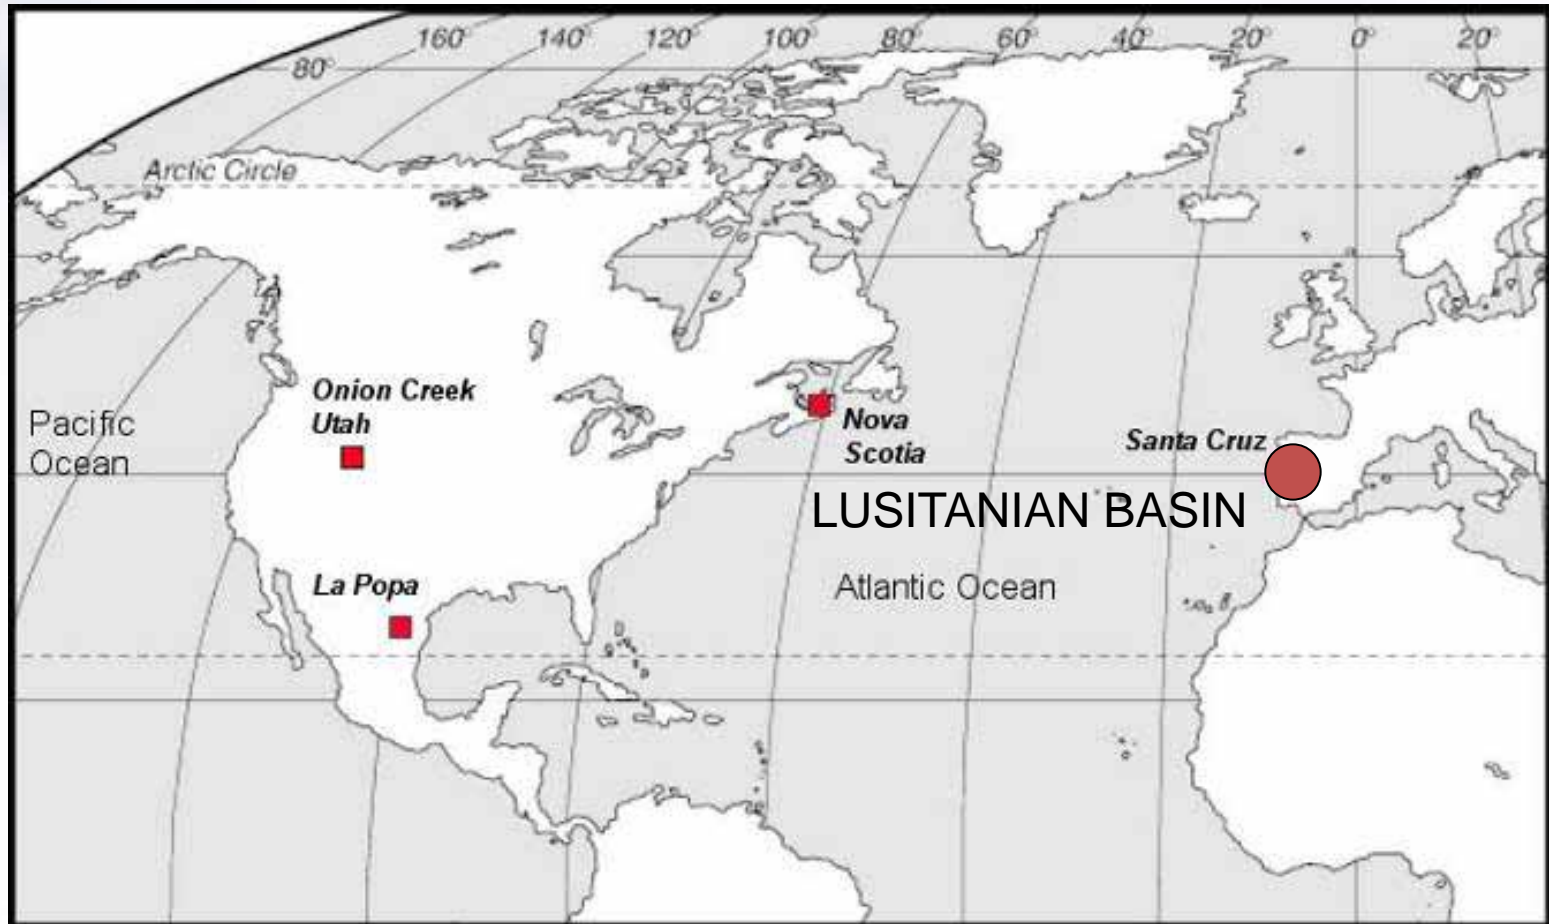 160° 140° 120° 100° 80° 60° 40° 20° 0° 20°
80°
Arctic Circle
Onion Creek
Utah
Pacific
Ocean
Nova
Scotia
Santa Cruz
LUSITANIAN BASIN
La Popa
Atlantic Ocean